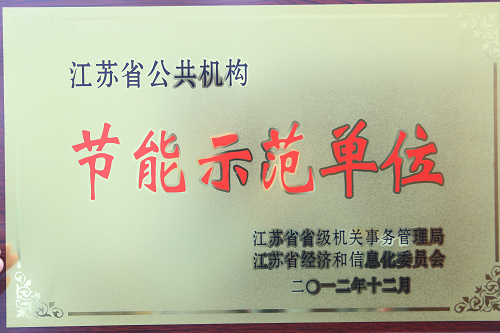 江苏省公共机构
节能示范单位
江苏省省级机关事务管理局
江苏省经济和信息化委员会
二〇一二年十二月